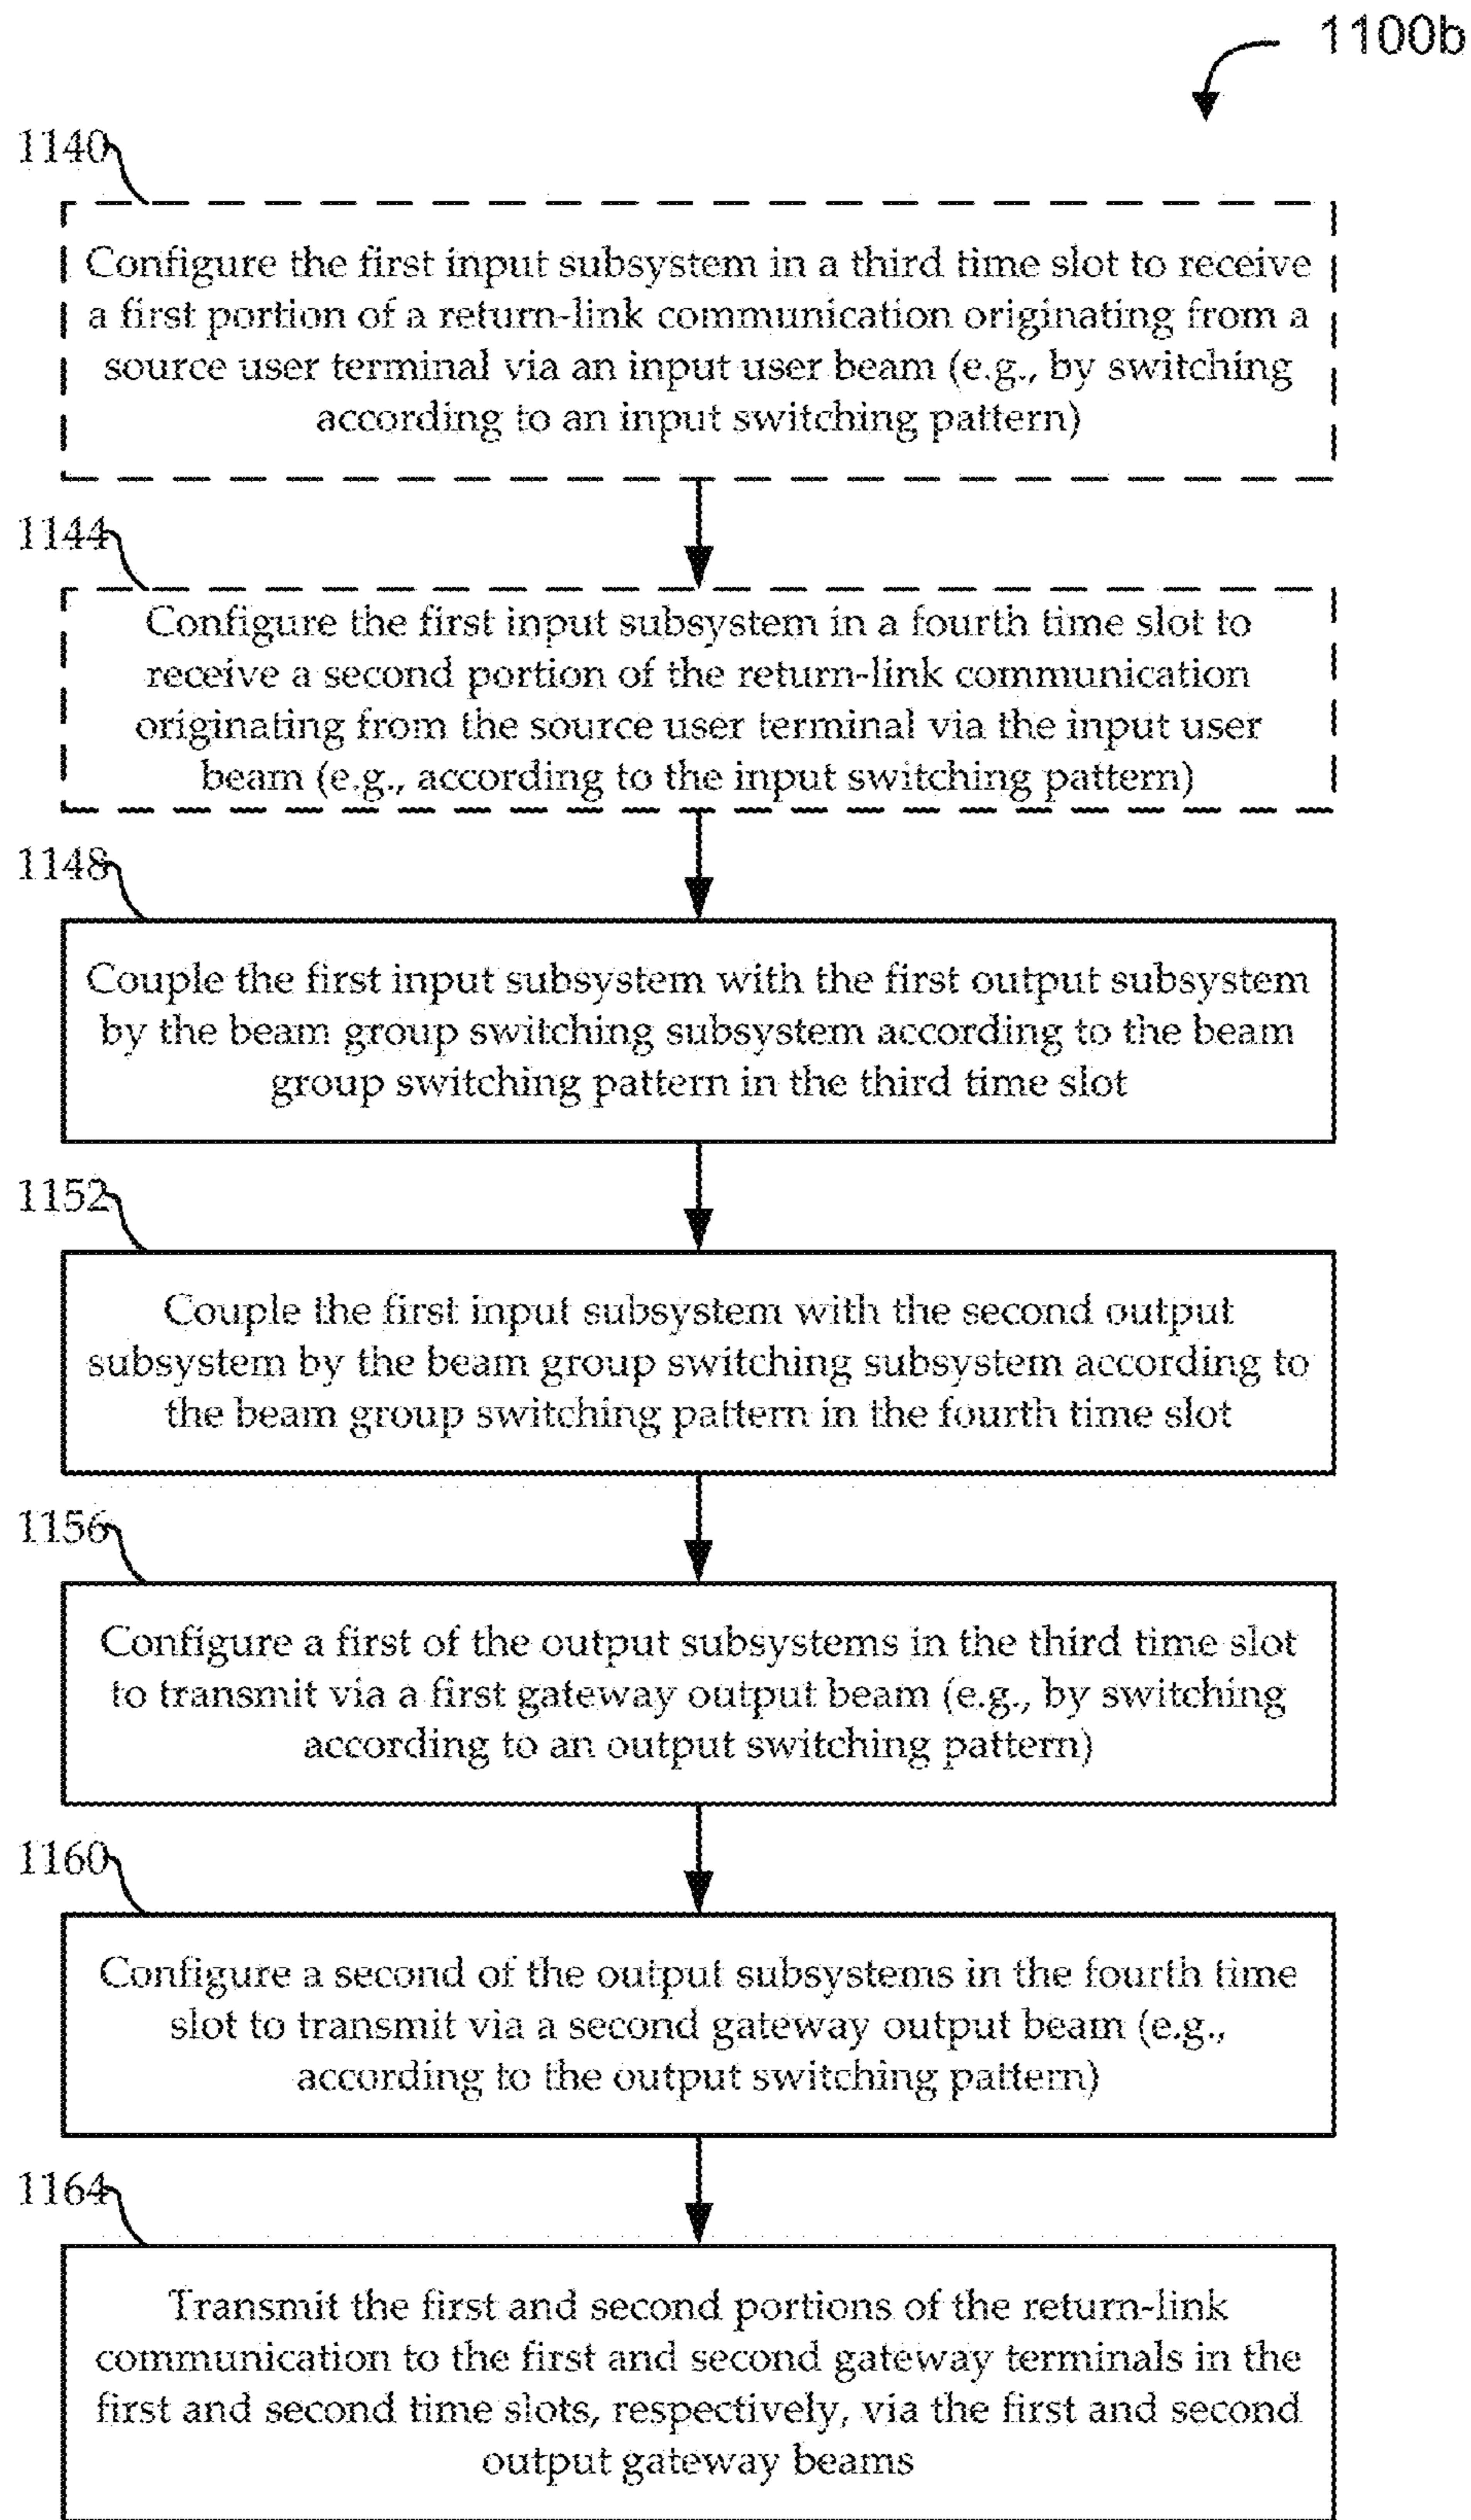 1100b
1140
Configure the first input subsystem in a third time slot to receive
a first portion of a return-link communication originating from a
source user terminal via an input user beam (e.g., by switching
according to an input switching pattern)
1144
Configure the first input subsystem in a fourth time slot to
receive a second portion of the return-link communication
originating from the source user terminal via the input user
beam (e.g., according to the input switching pattern)
1148
Couple the first input subsystem with the first output subsystem
by the beam group switching subsystem according to the beam
group switching pattern in the third time slot
1152
Couple the first input subsystem with the second output
subsystem by the beam group switching subsystem according to
the beam group switching pattern in the fourth time slot
1156
Configure a first of the output subsystems in the third time slot
to transmit via a first gateway output beam (e.g., by switching
according to an output switching pattern)
1160
Configure a second of the output subsystems in the fourth time
slot to transmit via a second gateway output beam (e.g.,
according to the output switching pattern)
1164
Transmit the first and second portions of the return-link
communication to the first and second gateway terminals in the
first and second time slots, respectively, via the first and second
output gateway beams